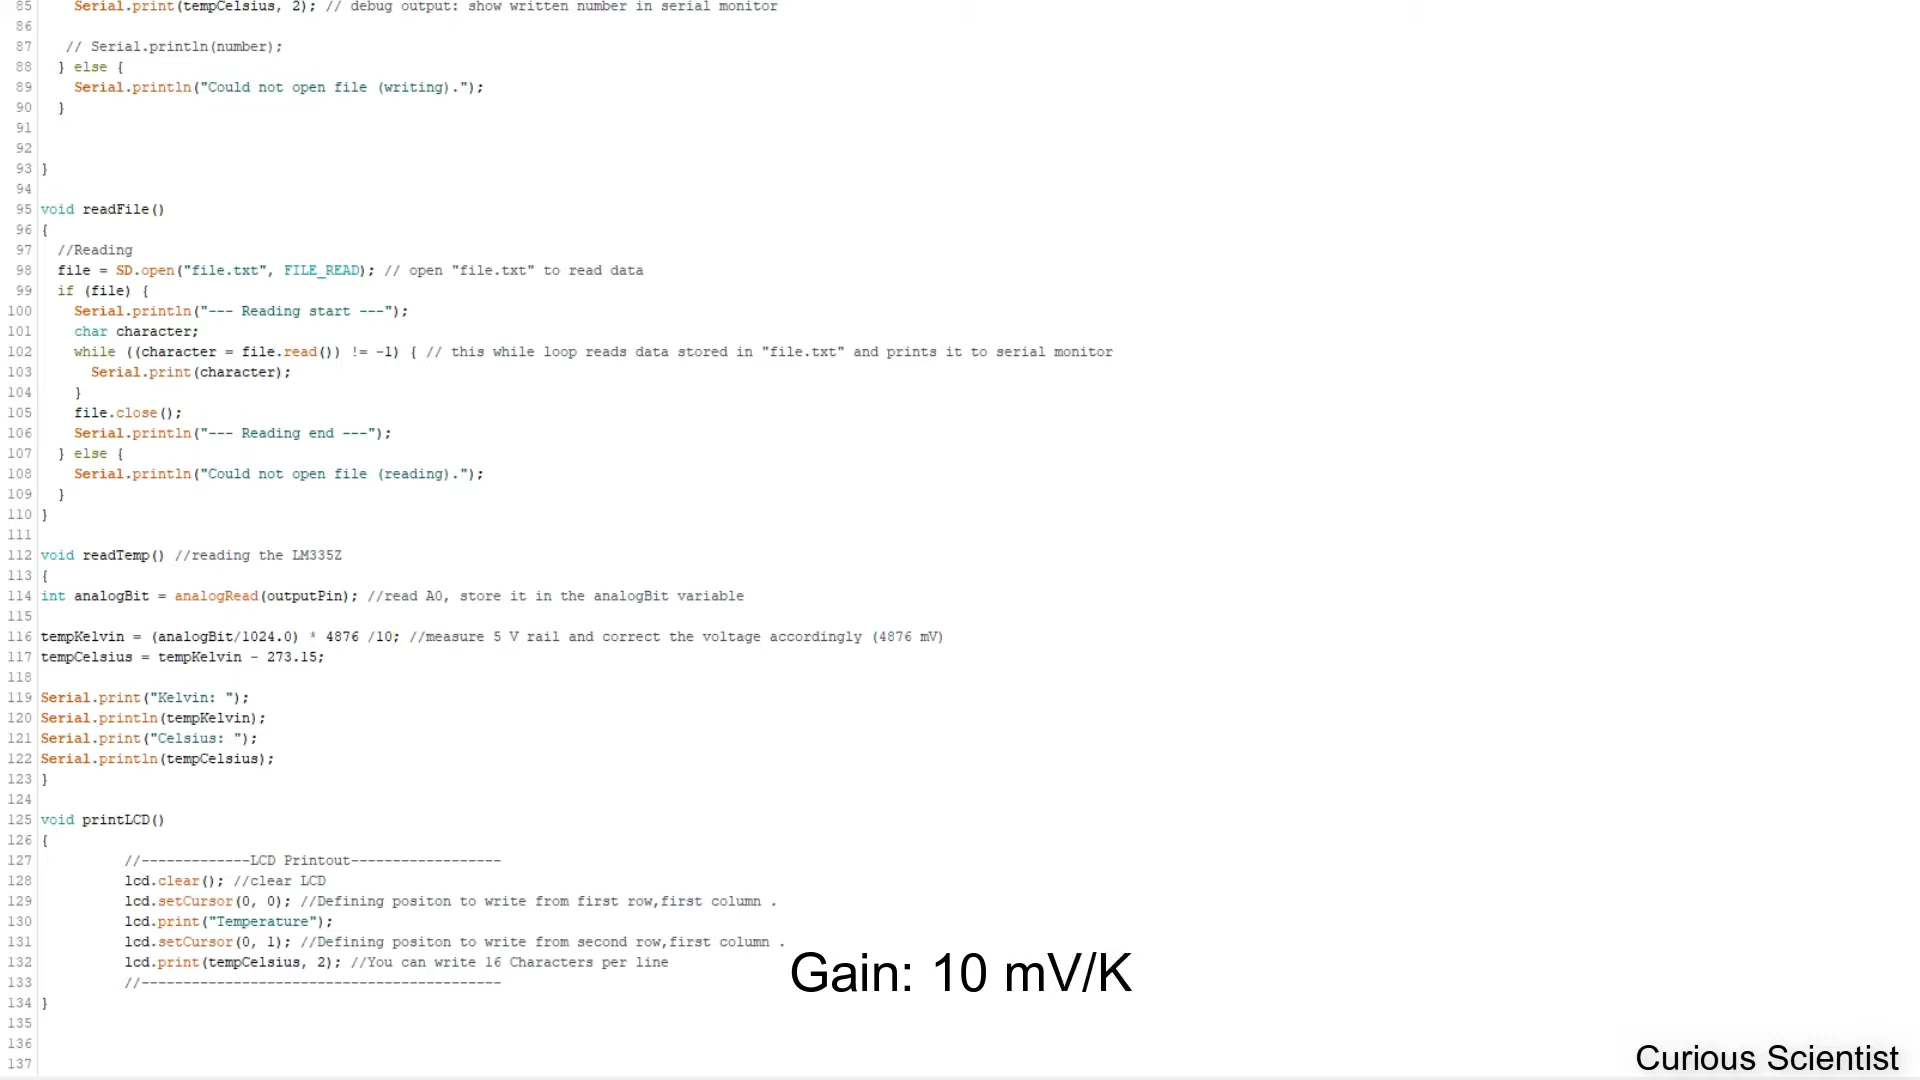 85 Serial.print(tempCelsius, 2); // debug output: show written number in serial monitor
86
87 // Serial.println(number);
88 } else {
89 Serial.println("Could not open file (writing).");
90 }
91
92
93 }
94
95 void readFile()
96 {
97 //Reading
98 file = SD.open("file.txt", FILE_READ); // open "file.txt" to read data
99 if (file) {
100 Serial.println("--- Reading start ---");
101 char character;
102 while ((character = file.read()) != -1) { // this while loop reads data stored in "file.txt" and prints it to serial monitor
103 Serial.print(character);
104 }
105 file.close();
106 Serial.println("--- Reading end ---");
107 } else {
108 Serial.println("Could not open file (reading).");
109 }
110 }
111
112 void readTemp() //reading the LM335Z
113 {
114 int analogBit = analogRead(outputPin); //read A0, store it in the analogBit variable
115
116 tempKelvin = (analogBit/1024.0) * 4876 /10; //measure 5 V rail and correct the voltage accordingly (4876 mV)
117 tempCelsius = tempKelvin - 273.15;
118
119 Serial.print("Kelvin: ");
120 Serial.println(tempKelvin);
121 Serial.print("Celsius: ");
122 Serial.println(tempCelsius);
123 }
124
125 void printLCD()
126 {
127 //-------------LCD Printout------------------
128 lcd.clear(); //clear LCD
129 lcd.setCursor(0, 0); //Defining positon to write from first row,first column .
130 lcd.print("Temperature");
131 lcd.setCursor(0, 1); //Defining positon to write from second row,first column .
132 lcd.print(tempCelsius, 2); //You can write 16 Characters per line
133 //-------------------------------------------
134 }
135
136
137
Gain: 10 mV/K
Curious Scientist